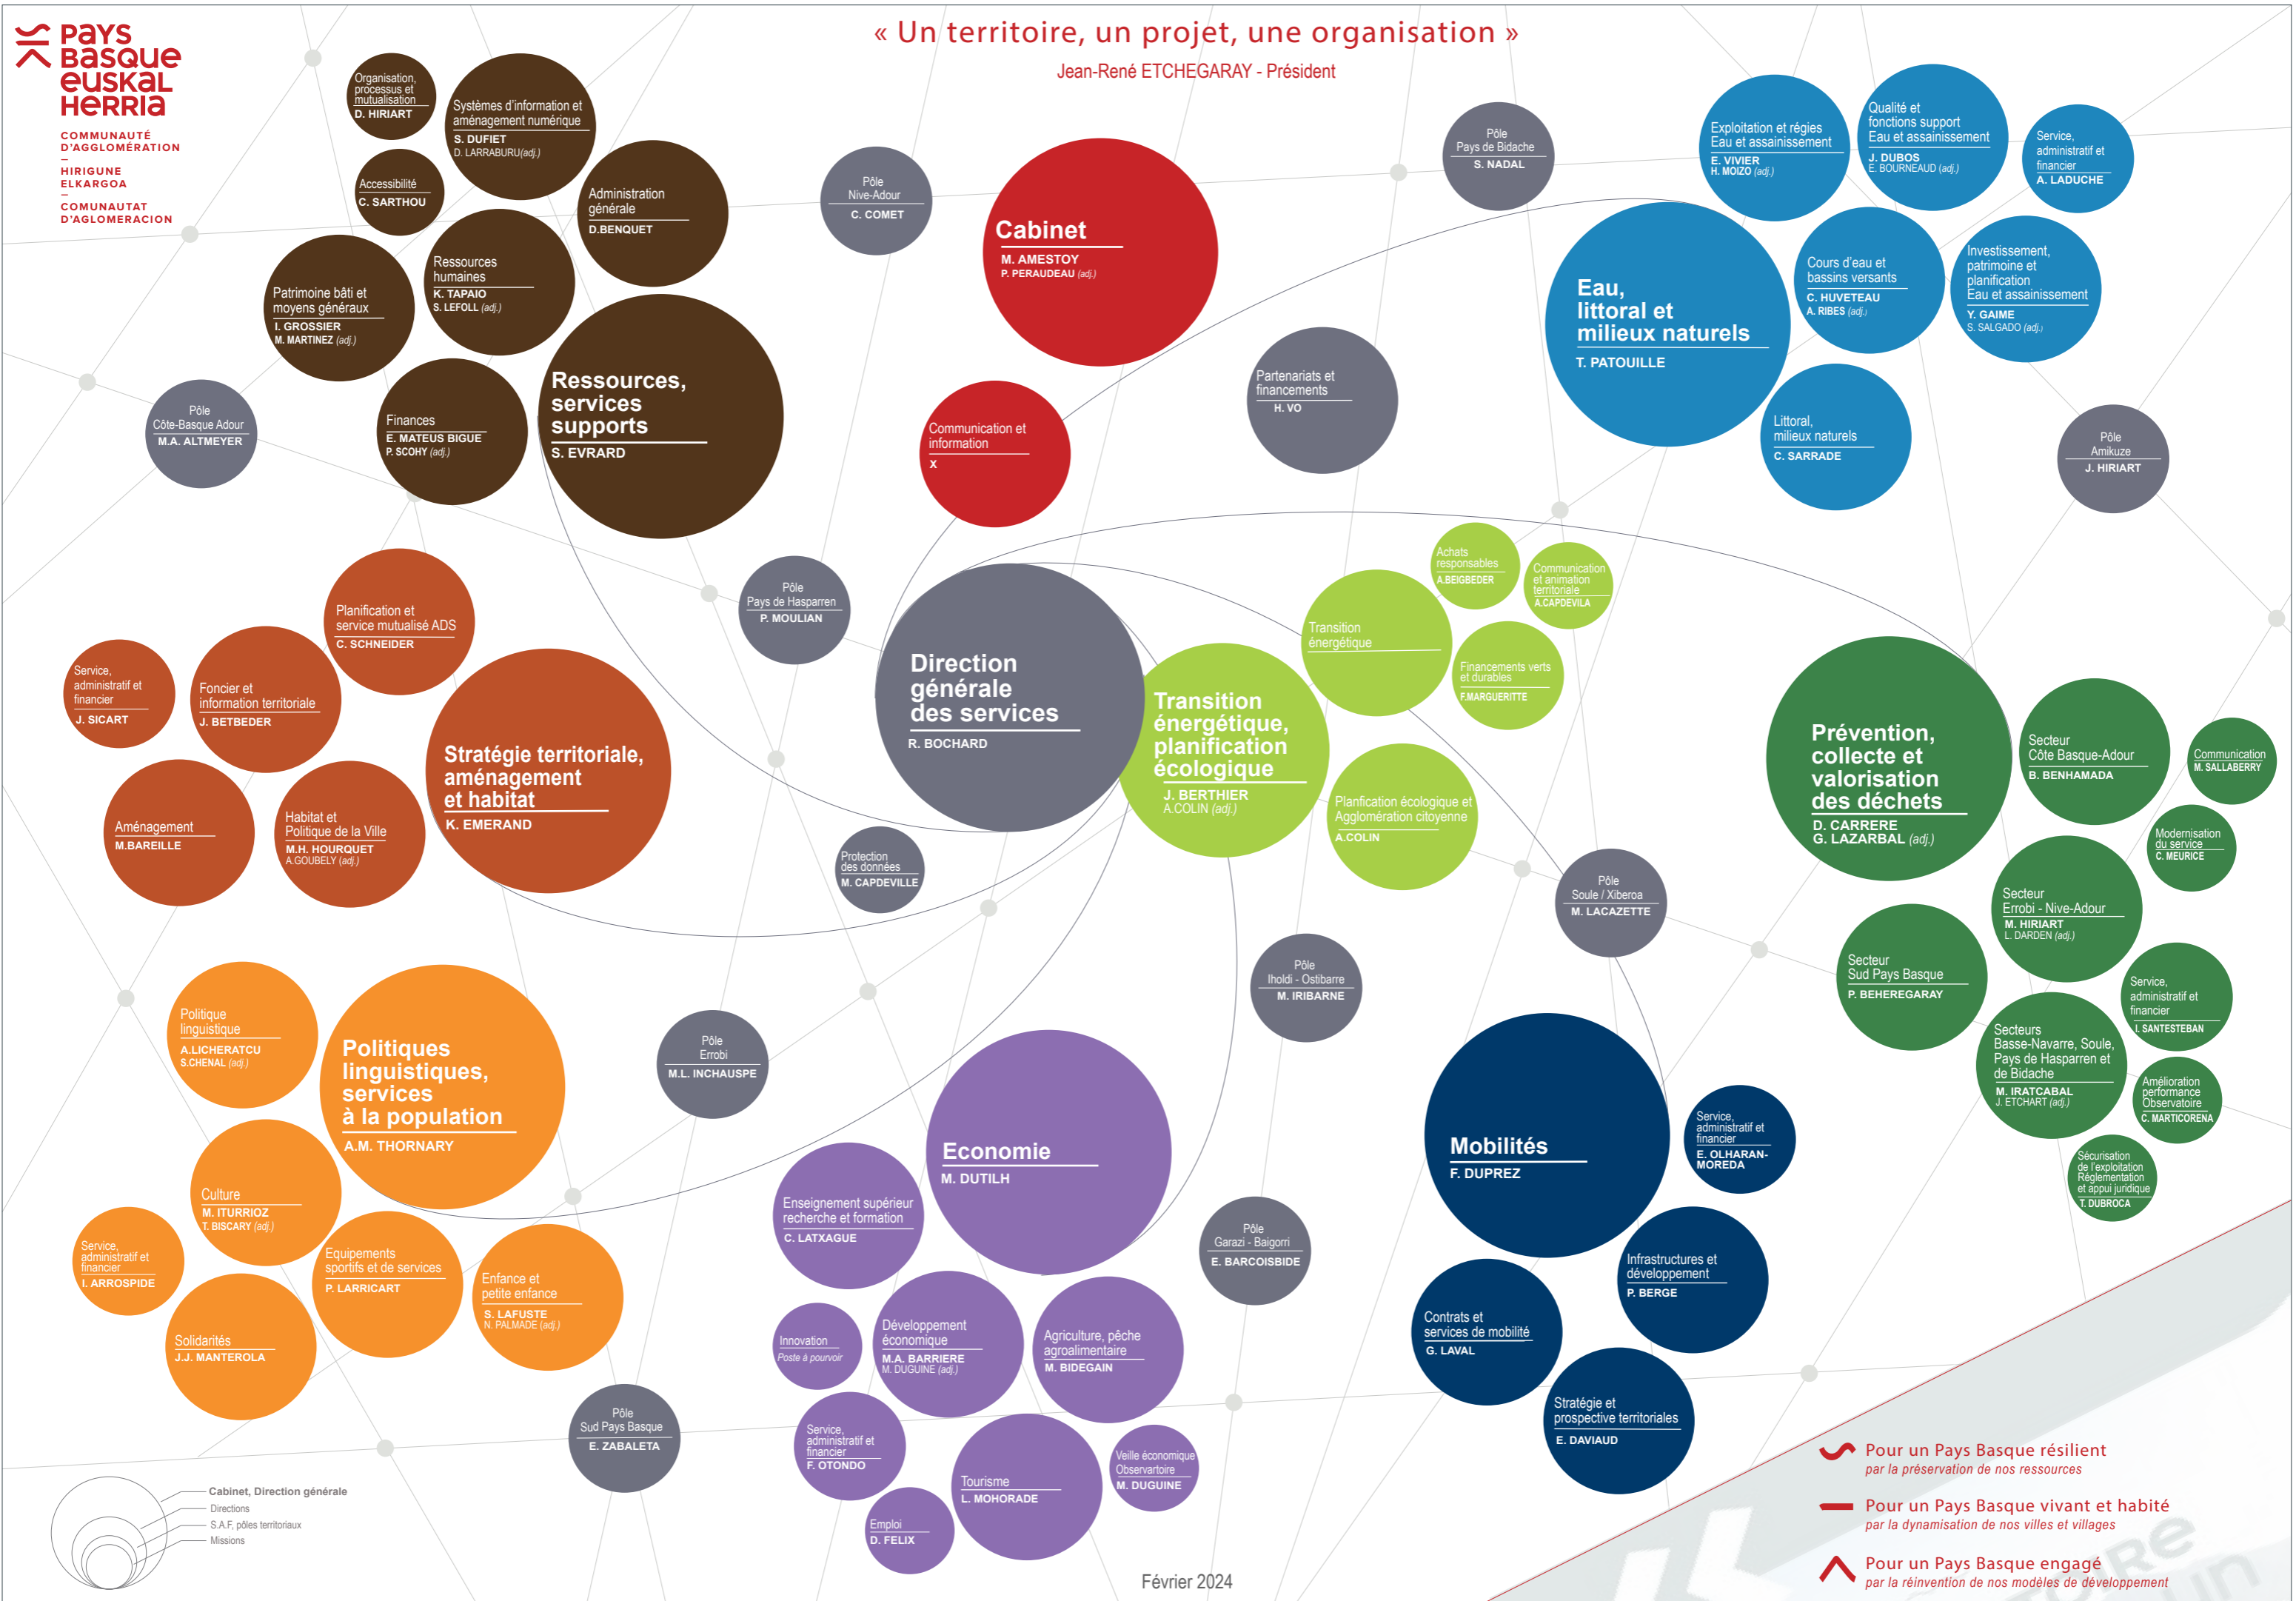 PAYS
BASQUE
EUSKAL
HERRIA
COMMUNAUTÉ
D'AGGLOMÉRATION
–
HIRIGUNE
ELKARGOA
–
COMUNAUTAT
D'AGLOMERACION
« Un territoire, un projet, une organisation »
Jean-René ETCHEGARAY - Président
Organisation,
processus et
mutualisation
D. HIRIART
Systèmes d'information et
aménagement numérique
S. DUFIET
D. LARRABURU(adj.)
Accessibilité
C. SARTHOU
Administration
générale
D.BENQUET
Ressources
humaines
K. TAPAIO
S. LEFOLL (adj.)
Patrimoine bâti et
moyens généraux
I. GROSSIER
M. MARTINEZ (adj.)
Finances
E. MATEUS BIGUE
P. SCOHY (adj.)
Ressources,
services
supports
S. EVRARD
Pôle
Côte-Basque Adour
M.A. ALTMEYER
Pôle
Nive-Adour
C. COMET
Cabinet
M. AMESTOY
P. PERAUDEAU (adj.)
Communication et
information
X
Partenariats et
financements
H. VO
Pôle
Pays de Bidache
S. NADAL
Exploitation et régies
Eau et assainissement
E. VIVIER
H. MOIZO (adj.)
Qualité et
fonctions support
Eau et assainissement
J. DUBOS
E. BOURNEAUD (adj.)
Service,
administratif et
financier
A. LADUCHE
Eau,
littoral et
milieux naturels
T. PATOUILLE
Cours d'eau et
bassins versants
C. HUVETEAU
A. RIBES (adj.)
Investissement,
patrimoine et
planification
Eau et assainissement
Y. GAIME
S. SALGADO (adj.)
Littoral,
milieux naturels
C. SARRADE
Pôle
Amikuze
J. HIRIART
Planification et
service mutualisé ADS
C. SCHNEIDER
Service,
administratif et
financier
J. SICART
Foncier et
information territoriale
J. BETBEDER
Aménagement
M.BAREILLE
Habitat et
Politique de la Ville
M.H. HOURQUET
A.GOUBELY (adj.)
Stratégie territoriale,
aménagement
et habitat
K. EMERAND
Pôle
Pays de Hasparren
P. MOULIAN
Direction
générale
des services
R. BOCHARD
Protection
des données
M. CAPDEVILLE
Transition
énergétique,
planification
écologique
J. BERTHIER
A.COLIN (adj.)
Transition
énergétique
Achats
responsables
A.BEIGBEDER
Communication
et animation
territoriale
A.CAPDEVILA
Financements verts
et durables
F.MARGUERITTE
Planfication écologique et
Agglomération citoyenne
A.COLIN
Pôle
Soule / Xiberoa
M. LACAZETTE
Prévention,
collecte et
valorisation
des déchets
D. CARRERE
G. LAZARBAL (adj.)
Secteur
Côte Basque-Adour
B. BENHAMADA
Communication
M. SALLABERRY
Modernisation
du service
C. MEURICE
Secteur
Errobi - Nive-Adour
M. HIRIART
L. DARDEN (adj.)
Secteur
Sud Pays Basque
P. BEHEREGARAY
Service,
administratif et
financier
I. SANTESTEBAN
Secteurs
Basse-Navarre, Soule,
Pays de Hasparren et
de Bidache
M. IRATCABAL
J. ETCHART (adj.)
Amélioration
performance
Observatoire
C. MARTICORENA
Sécurisation
de l'exploitation
Réglementation
et appui juridique
T. DUBROCA
Politique
linguistique
A.LICHERATCU
S.CHENAL (adj.)
Politiques
linguistiques,
services
à la population
A.M. THORNARY
Culture
M. ITURRIOZ
T. BISCARY (adj.)
Service,
administratif et
financier
I. ARROSPIDE
Equipements
sportifs et de services
P. LARRICART
Enfance et
petite enfance
S. LAFUSTE
N. PALMADE (adj.)
Solidarités
J.J. MANTEROLA
Pôle
Errobi
M.L. INCHAUSPE
Pôle
Sud Pays Basque
E. ZABALETA
Pôle
Iholdi - Ostibarre
M. IRIBARNE
Pôle
Garazi - Baigorri
E. BARCOISBIDE
Economie
M. DUTILH
Enseignement supérieur
recherche et formation
C. LATXAGUE
Innovation
Poste à pourvoir
Développement
économique
M.A. BARRIERE
M. DUGUINE (adj.)
Agriculture, pêche
agroalimentaire
M. BIDEGAIN
Service,
administratif et
financier
F. OTONDO
Tourisme
L. MOHORADE
Veille économique
Observartoire
M. DUGUINE
Emploi
D. FELIX
Mobilités
F. DUPREZ
Service,
administratif et
financier
E. OLHARAN-
MOREDA
Infrastructures et
développement
P. BERGE
Contrats et
services de mobilité
G. LAVAL
Stratégie et
prospective territoriales
E. DAVIAUD
Cabinet, Direction générale
Directions
S.A.F, pôles territoriaux
Missions
Février 2024
Pour un Pays Basque résilient
par la préservation de nos ressources
Pour un Pays Basque vivant et habité
par la dynamisation de nos villes et villages
Pour un Pays Basque engagé
par la réinvention de nos modèles de développement